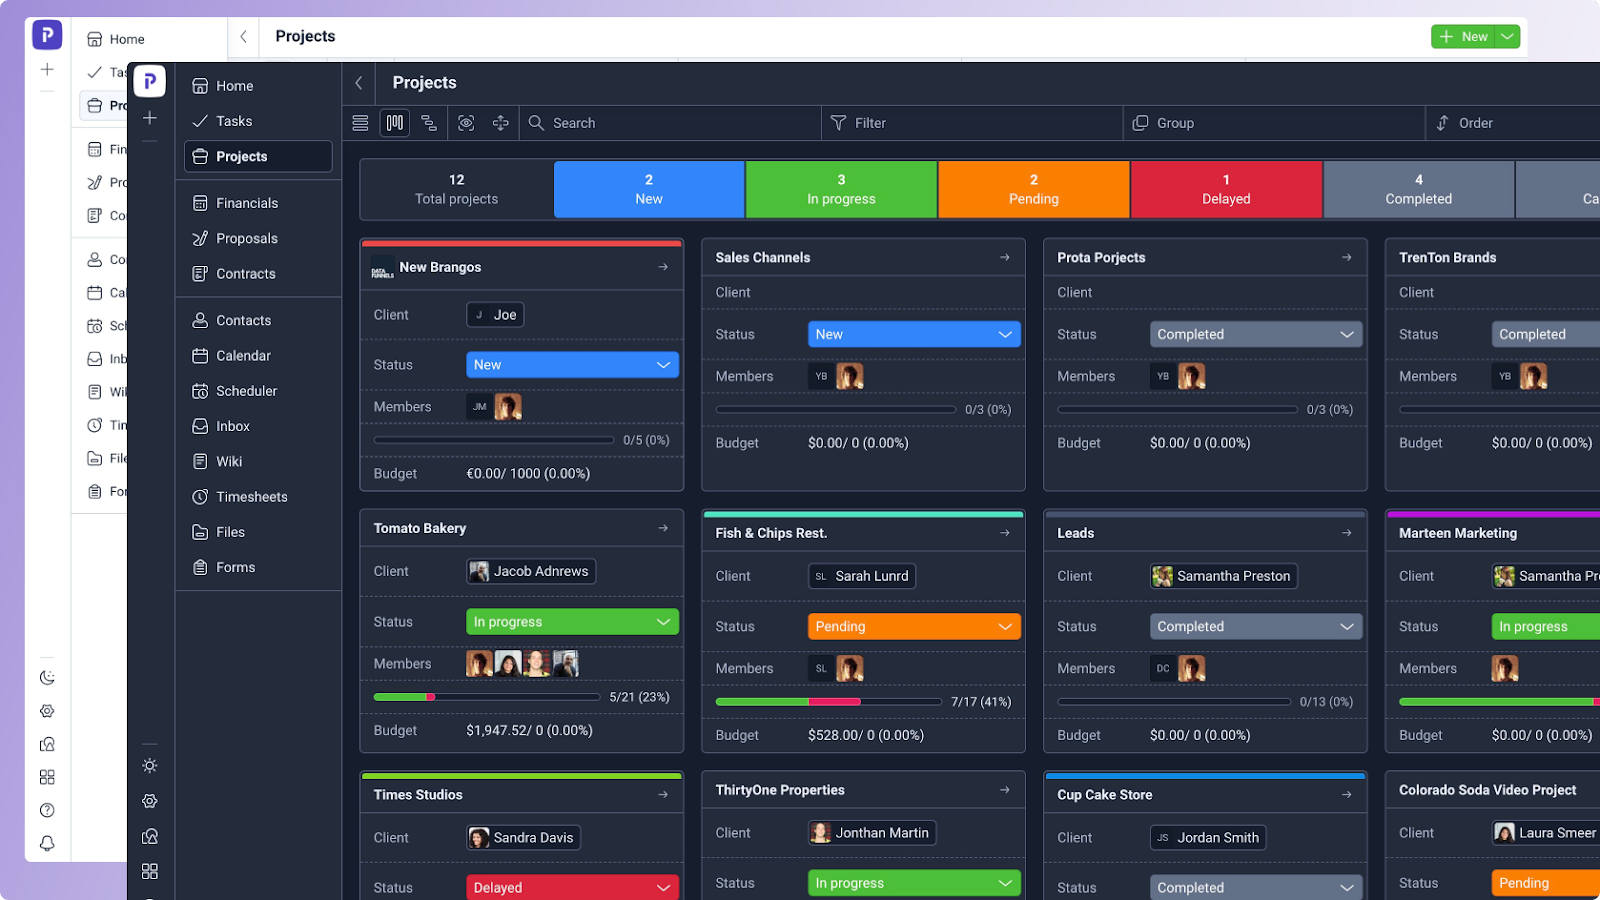 P
Home
Projects
New
Tas
Pro
Fin
Pro
Co
Co
Cal
Sch
Inb
Wik
Tim
File
For
P
Home
Tasks
Projects
Financials
Proposals
Contracts
Contacts
Calendar
Scheduler
Inbox
Wiki
Timesheets
Files
Forms
Projects
Search
Filter
Group
Order
12
Total projects
2
New
3
In progress
2
Pending
1
Delayed
4
Completed
Ca
DATA FUNNELS
New Brangos
Client
J Joe
Status
New
Members
JM
0/5 (0%)
Budget
€0.00/ 1000 (0.00%)
Sales Channels
Client
Status
New
Members
YB
0/3 (0%)
Budget
$0.00/ 0 (0.00%)
Prota Porjects
Client
Status
Completed
Members
YB
0/3 (0%)
Budget
$0.00/ 0 (0.00%)
TrenTon Brands
Client
Status
Completed
Members
YB
Budget
$0.00/ 0 (0.00%)
Tomato Bakery
Client
Jacob Adnrews
Status
In progress
Members
5/21 (23%)
Budget
$1,947.52/ 0 (0.00%)
Fish & Chips Rest.
Client
SL Sarah Lunrd
Status
Pending
Members
SL
7/17 (41%)
Budget
$528.00/ 0 (0.00%)
Leads
Client
Samantha Preston
Status
Completed
Members
DC
0/13 (0%)
Budget
$0.00/ 0 (0.00%)
Marteen Marketing
Client
Samantha Pr
Status
In progress
Members
Budget
$0.00/ 0 (0.00%)
Times Studios
Client
Sandra Davis
Status
Delayed
ThirtyOne Properties
Client
Jonthan Martin
Status
In progress
Cup Cake Store
Client
JS Jordan Smith
Status
Completed
Colorado Soda Video Project
Client
Laura Smeer
Status
Pending